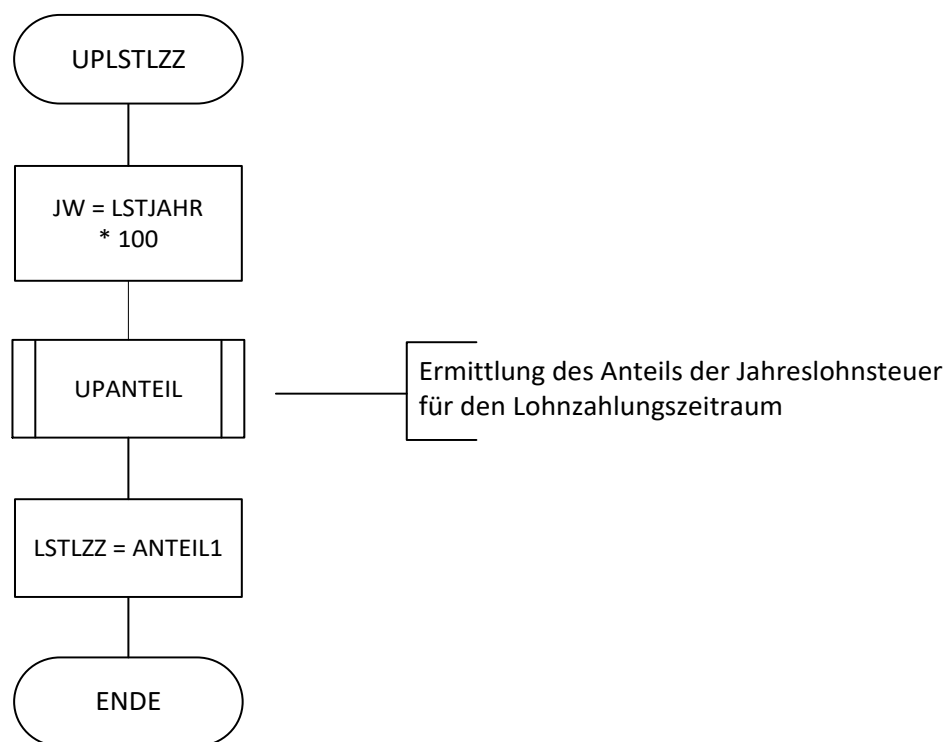 UPLSTLZZ
JW = LSTJAHR
* 100
UPANTEIL
Ermittlung des Anteils der Jahreslohnsteuer
für den Lohnzahlungszeitraum
LSTLZZ = ANTEIL1
ENDE